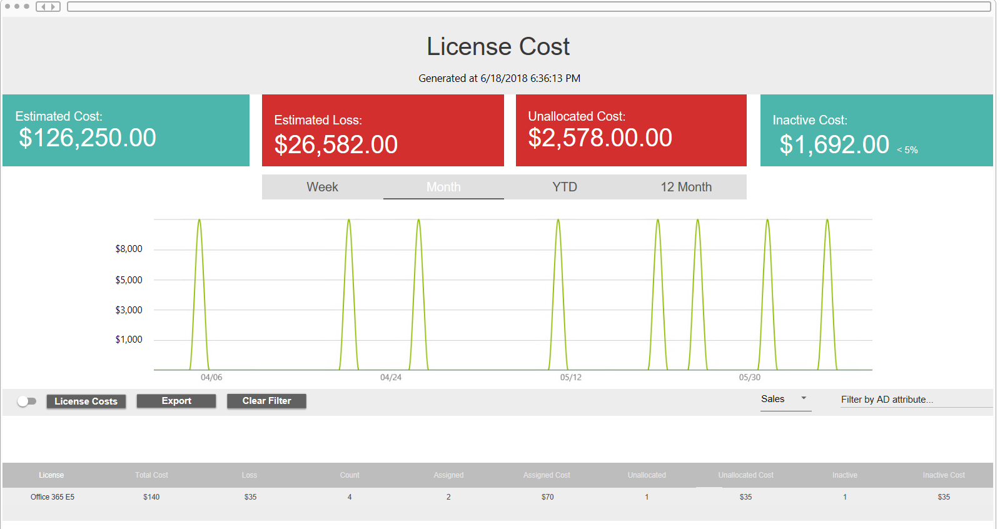 License Cost
Generated at 6/18/2018 6:36:13 PM
Estimated Cost:
$126,250.00
Estimated Loss:
$26,582.00
Unallocated Cost:
$2,578.00.00
Inactive Cost:
$1,692.00 < 5%
Week Month YTD 12 Month
$8,000
$5,000
$3,000
$1,000
04/06 04/24 05/12 05/30
License Costs Export Clear Filter Sales Filter by AD attribute...
License Total Cost Loss Count Assigned Assigned Cost Unallocated Unallocated Cost Inactive Inactive Cost
Office 365 E5 $140 $35 4 2 $70 1 $35 1 $35